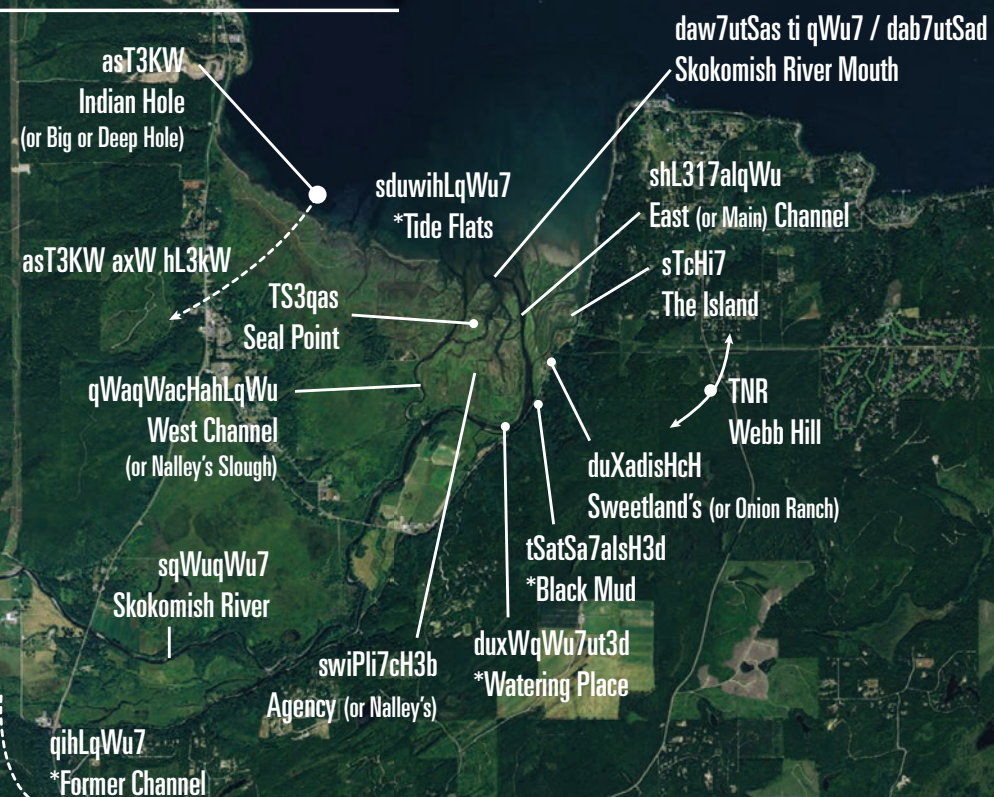 daw7utSas ti qWu7 / dab7utSad
Skokomish River Mouth
asT3KW
Indian Hole
(or Big or Deep Hole)
sduwihLqWu7
*Tide Flats
shL317alqWu
East (or Main) Channel
asT3KW axW hL3kW
sTcHi7
The Island
TS3qas
Seal Point
qWaqWacHahLqWu
West Channel
(or Nalley's Slough)
TNR
Webb Hill
duXadisHcH
Sweetland's (or Onion Ranch)
tSatSa7alsH3d
*Black Mud
sqWuqWu7
Skokomish River
duxWqWu7ut3d
*Watering Place
swiPli7cH3b
Agency (or Nalley's)
qihLqWu7
*Former Channel